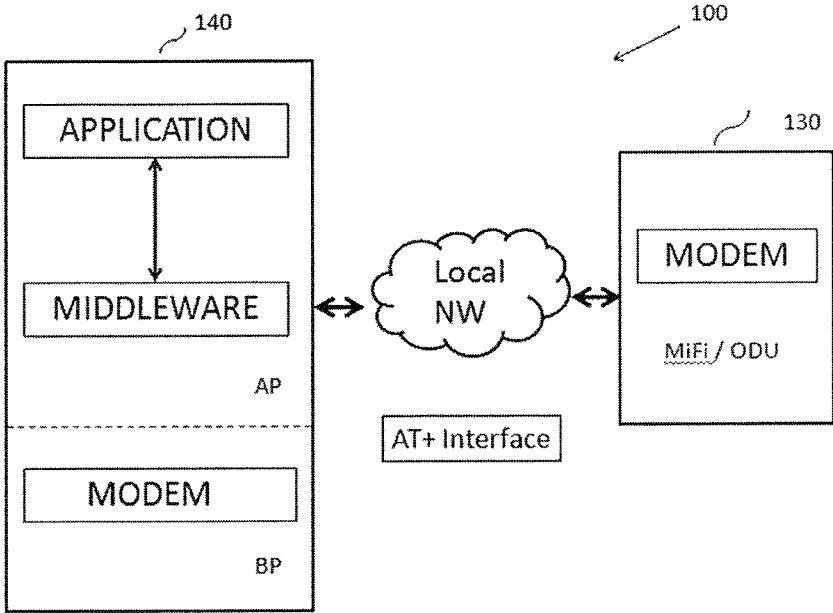 140
100
APPLICATION
130
MODEM
Local
NW
MIDDLEWARE
MiFi / ODU
AP
AT+ Interface
MODEM
BP